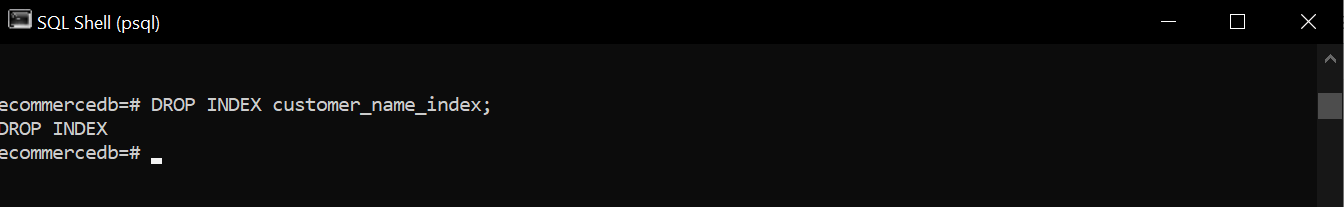 SQL Shell (psql)
ecommercedb=# DROP INDEX customer_name_index;
DROP INDEX
ecommercedb=#